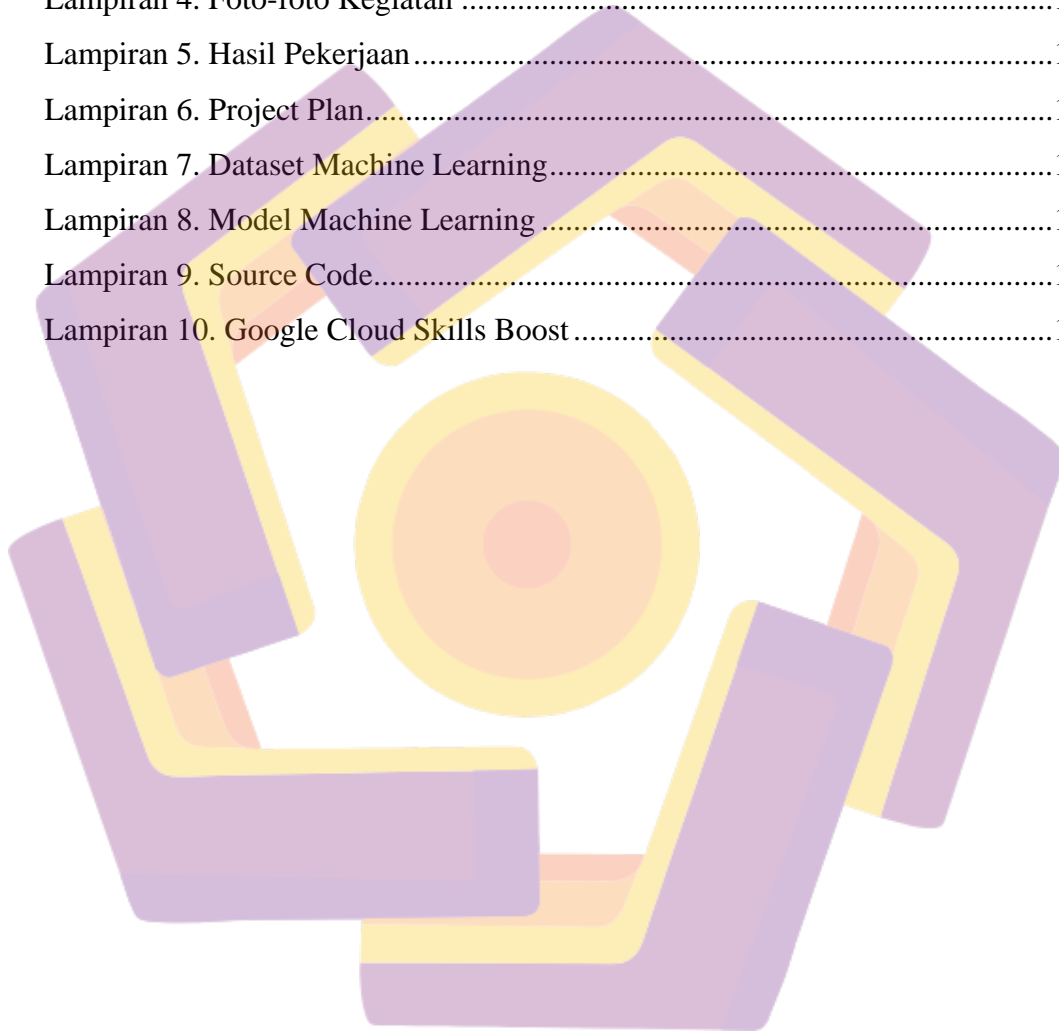 Lampiran 4. Foto-foto Kegiatan ..........................................................................
Lampiran 5. Hasil Pekerjaan................................................................................
Lampiran 6. Project Plan......................................................................................
Lampiran 7. Dataset Machine Learning...............................................................
Lampiran 8. Model Machine Learning ................................................................
Lampiran 9. Source Code.....................................................................................
Lampiran 10. Google Cloud Skills Boost ............................................................